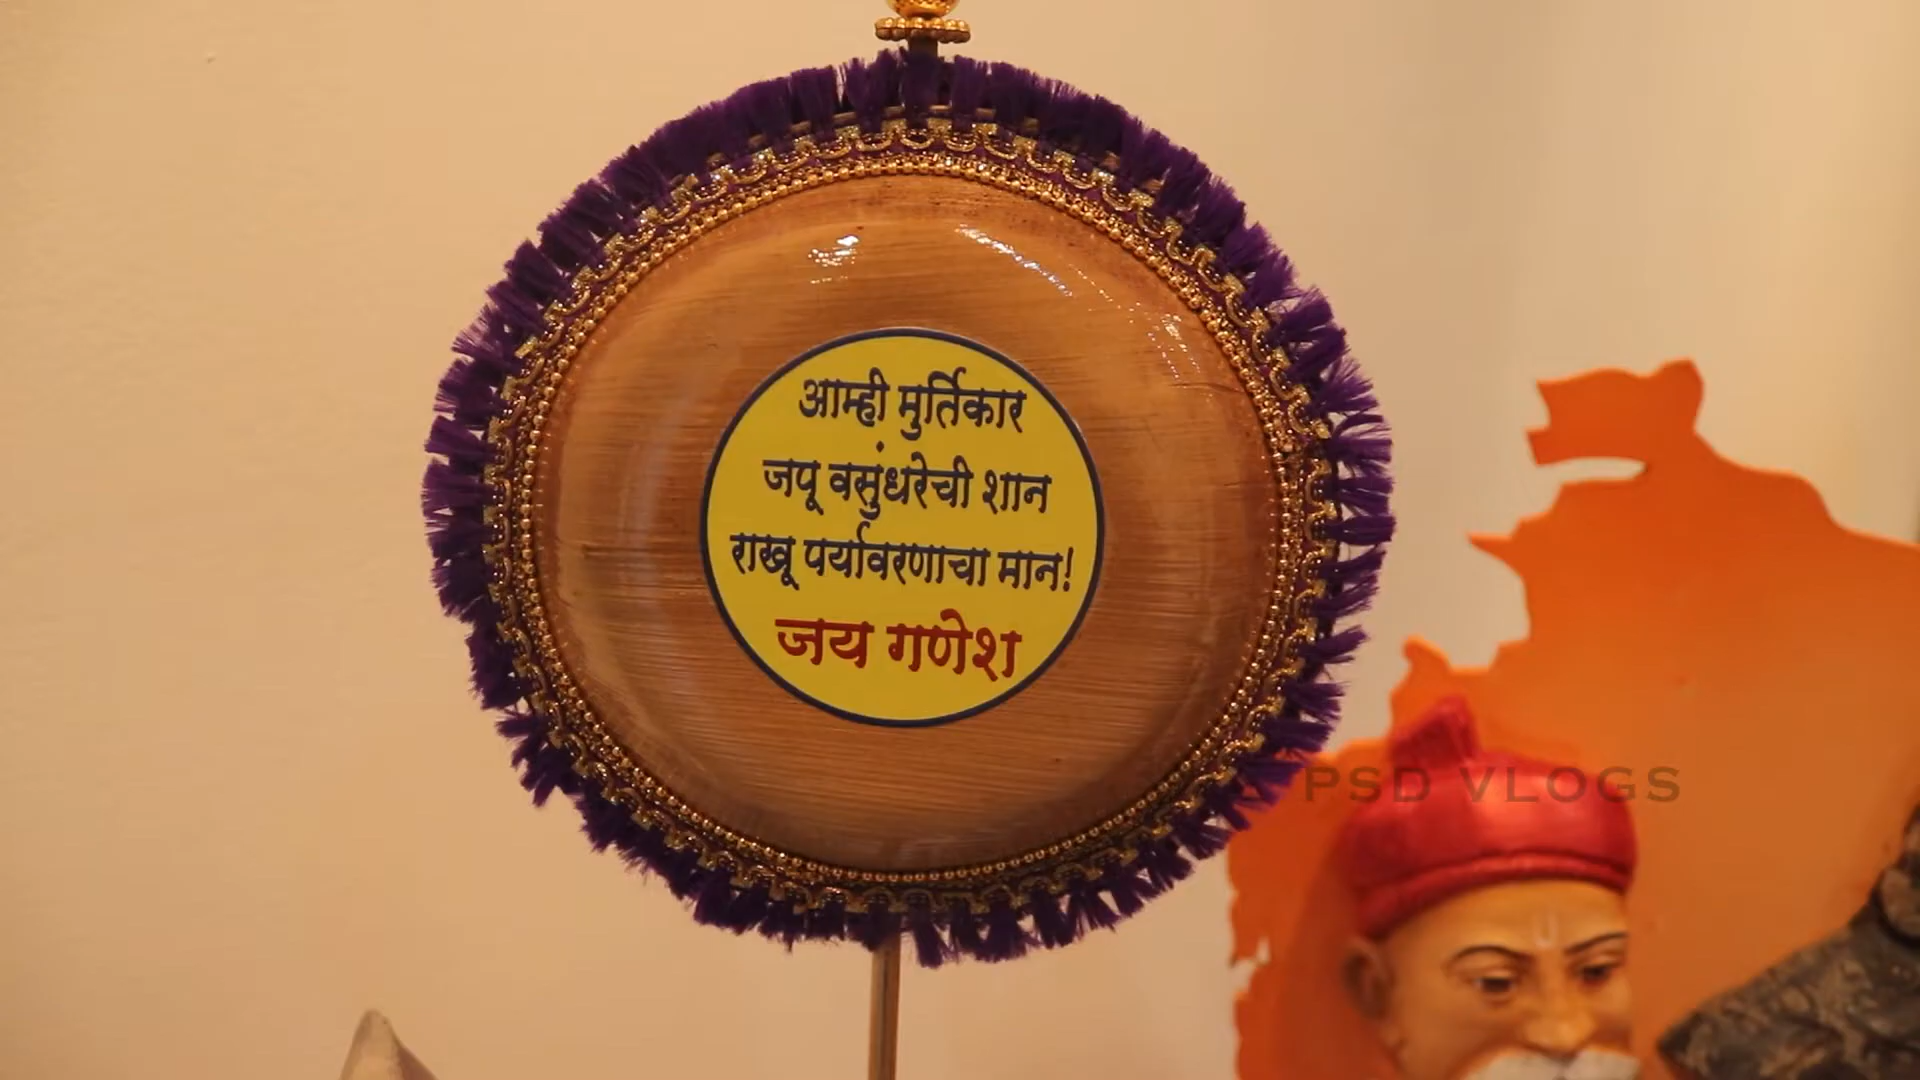 आम्ही मुर्तिकार
जपू वसुंधरेची शान
राखू पर्यावरणाचा मान!
जय गणेश
PSD VLOGS